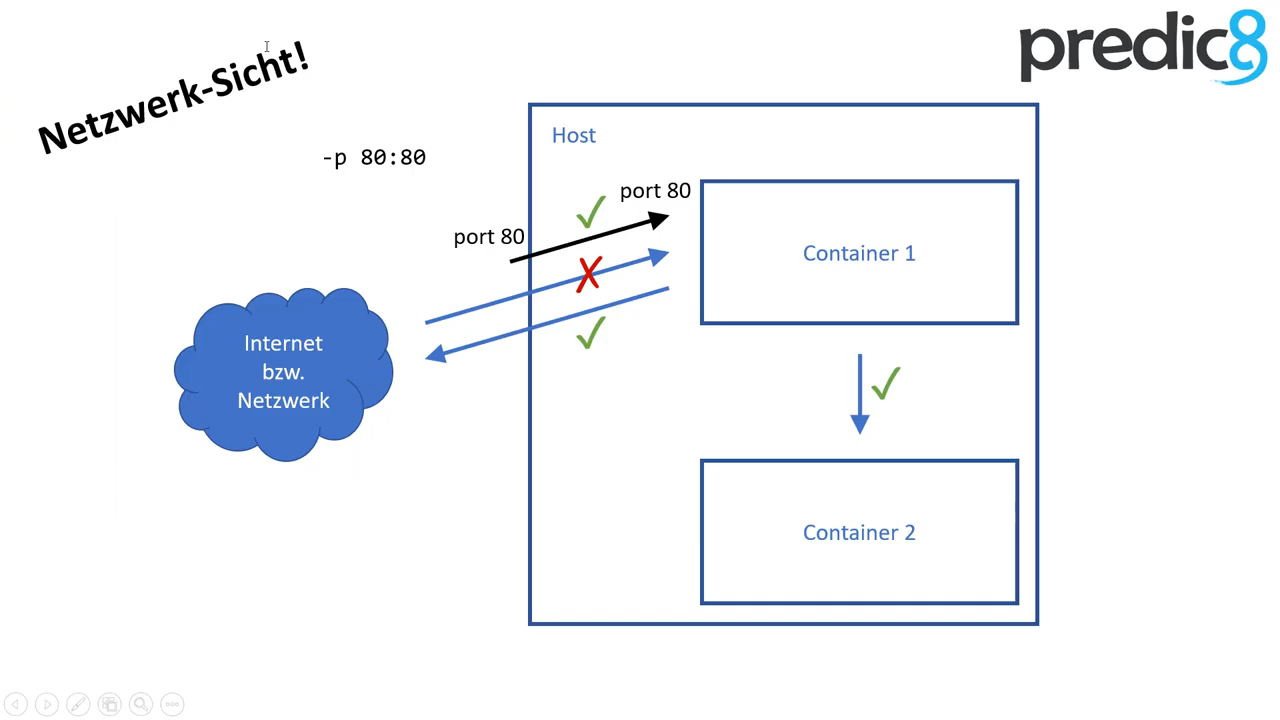 Netzwerk-Sicht!
predic8
-p 80:80
Host
port 80
port 80
Container 1
Internet
bzw.
Netzwerk
Container 2